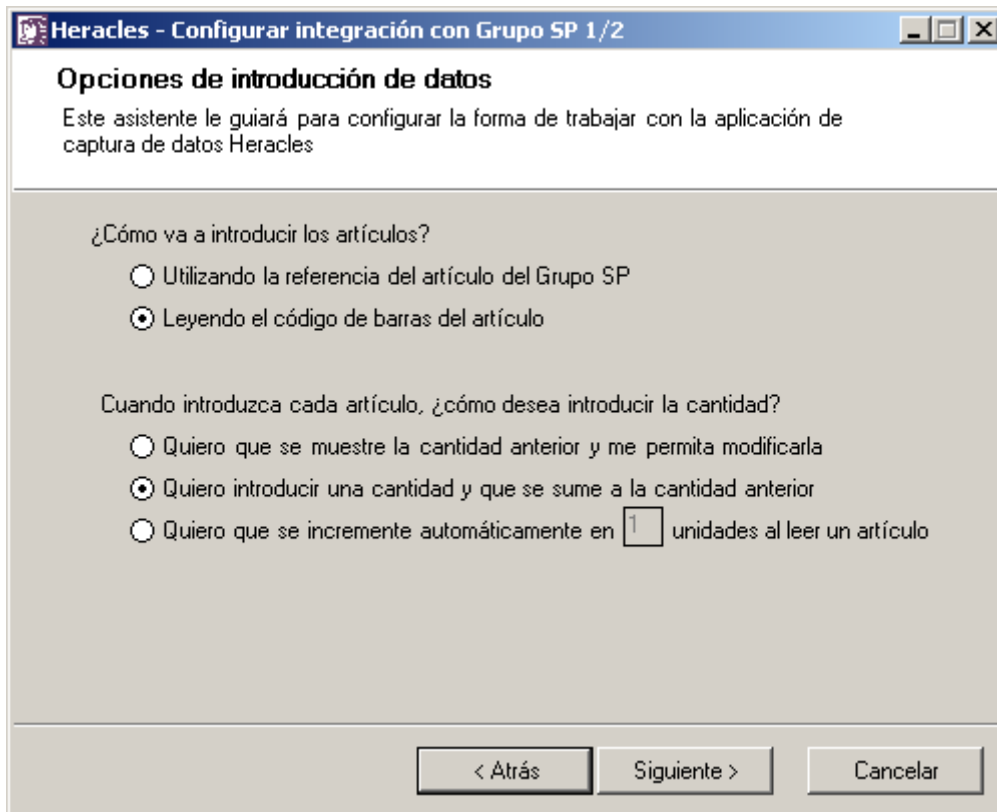 Heracles - Configurar integración con Grupo SP 1/2
Opciones de introducción de datos
Este asistente le guiará para configurar la forma de trabajar con la aplicación de
captura de datos Heracles
¿Cómo va a introducir los artículos?
Utilizando la referencia del artículo del Grupo SP
Leyendo el código de barras del artículo
Cuando introduzca cada artículo, ¿cómo desea introducir la cantidad?
Quiero que se muestre la cantidad anterior y me permita modificarla
Quiero introducir una cantidad y que se sume a la cantidad anterior
Quiero que se incremente automáticamente en 1 unidades al leer un artículo
< Atrás Siguiente > Cancelar